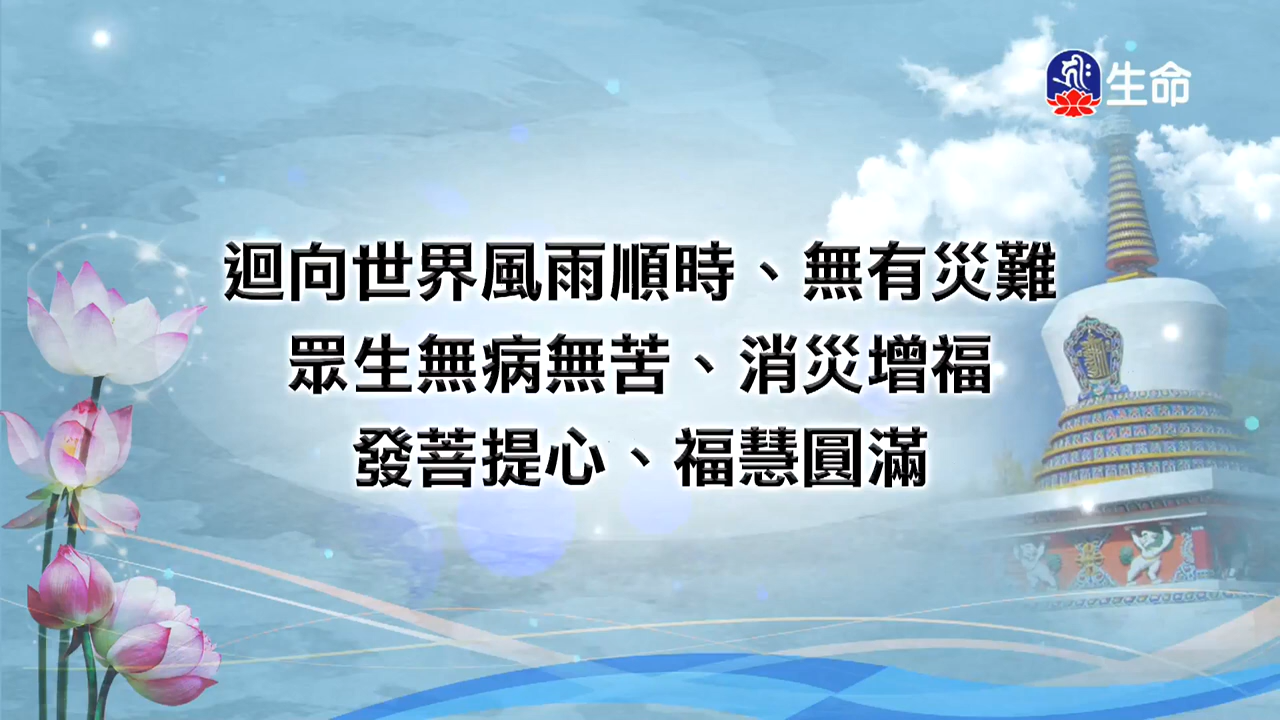 生命
迴向世界風雨順時、無有災難
眾生無病無苦、消災增福
發菩提心、福慧圓滿